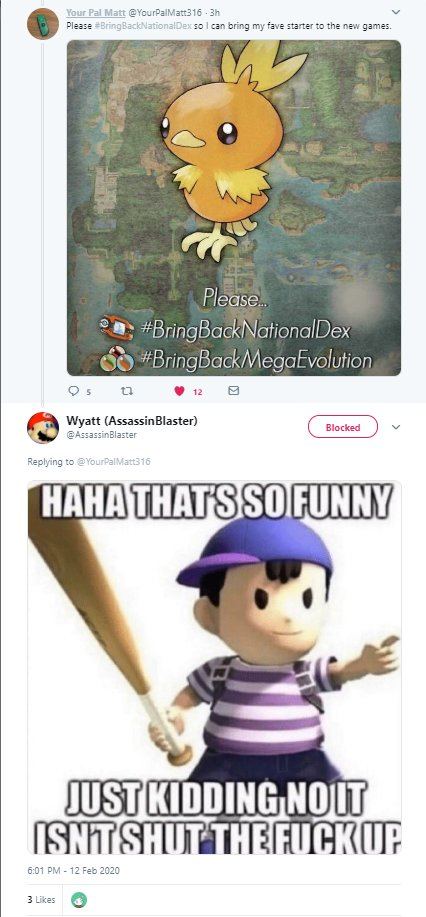 Your Pal Matt @YourPalMatt316 · 3h
Please #BringBackNationalDex so I can bring my fave starter to the new games.
Please...
#BringBackNationalDex
#BringBackMegaEvolution
5 12
Wyatt (AssassinBlaster)
@AssassinBlaster
Blocked
Replying to @YourPalMatt316
HAHA THAT'S SO FUNNY
JUST KIDDING NO IT
ISN'T SHUT THE FUCK UP
6:01 PM - 12 Feb 2020
3 Likes